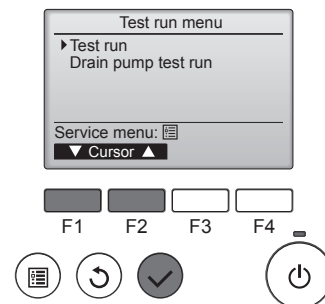 Test run menu
Test run
Drain pump test run
Service menu:
▼ Cursor ▲
F1 F2 F3 F4